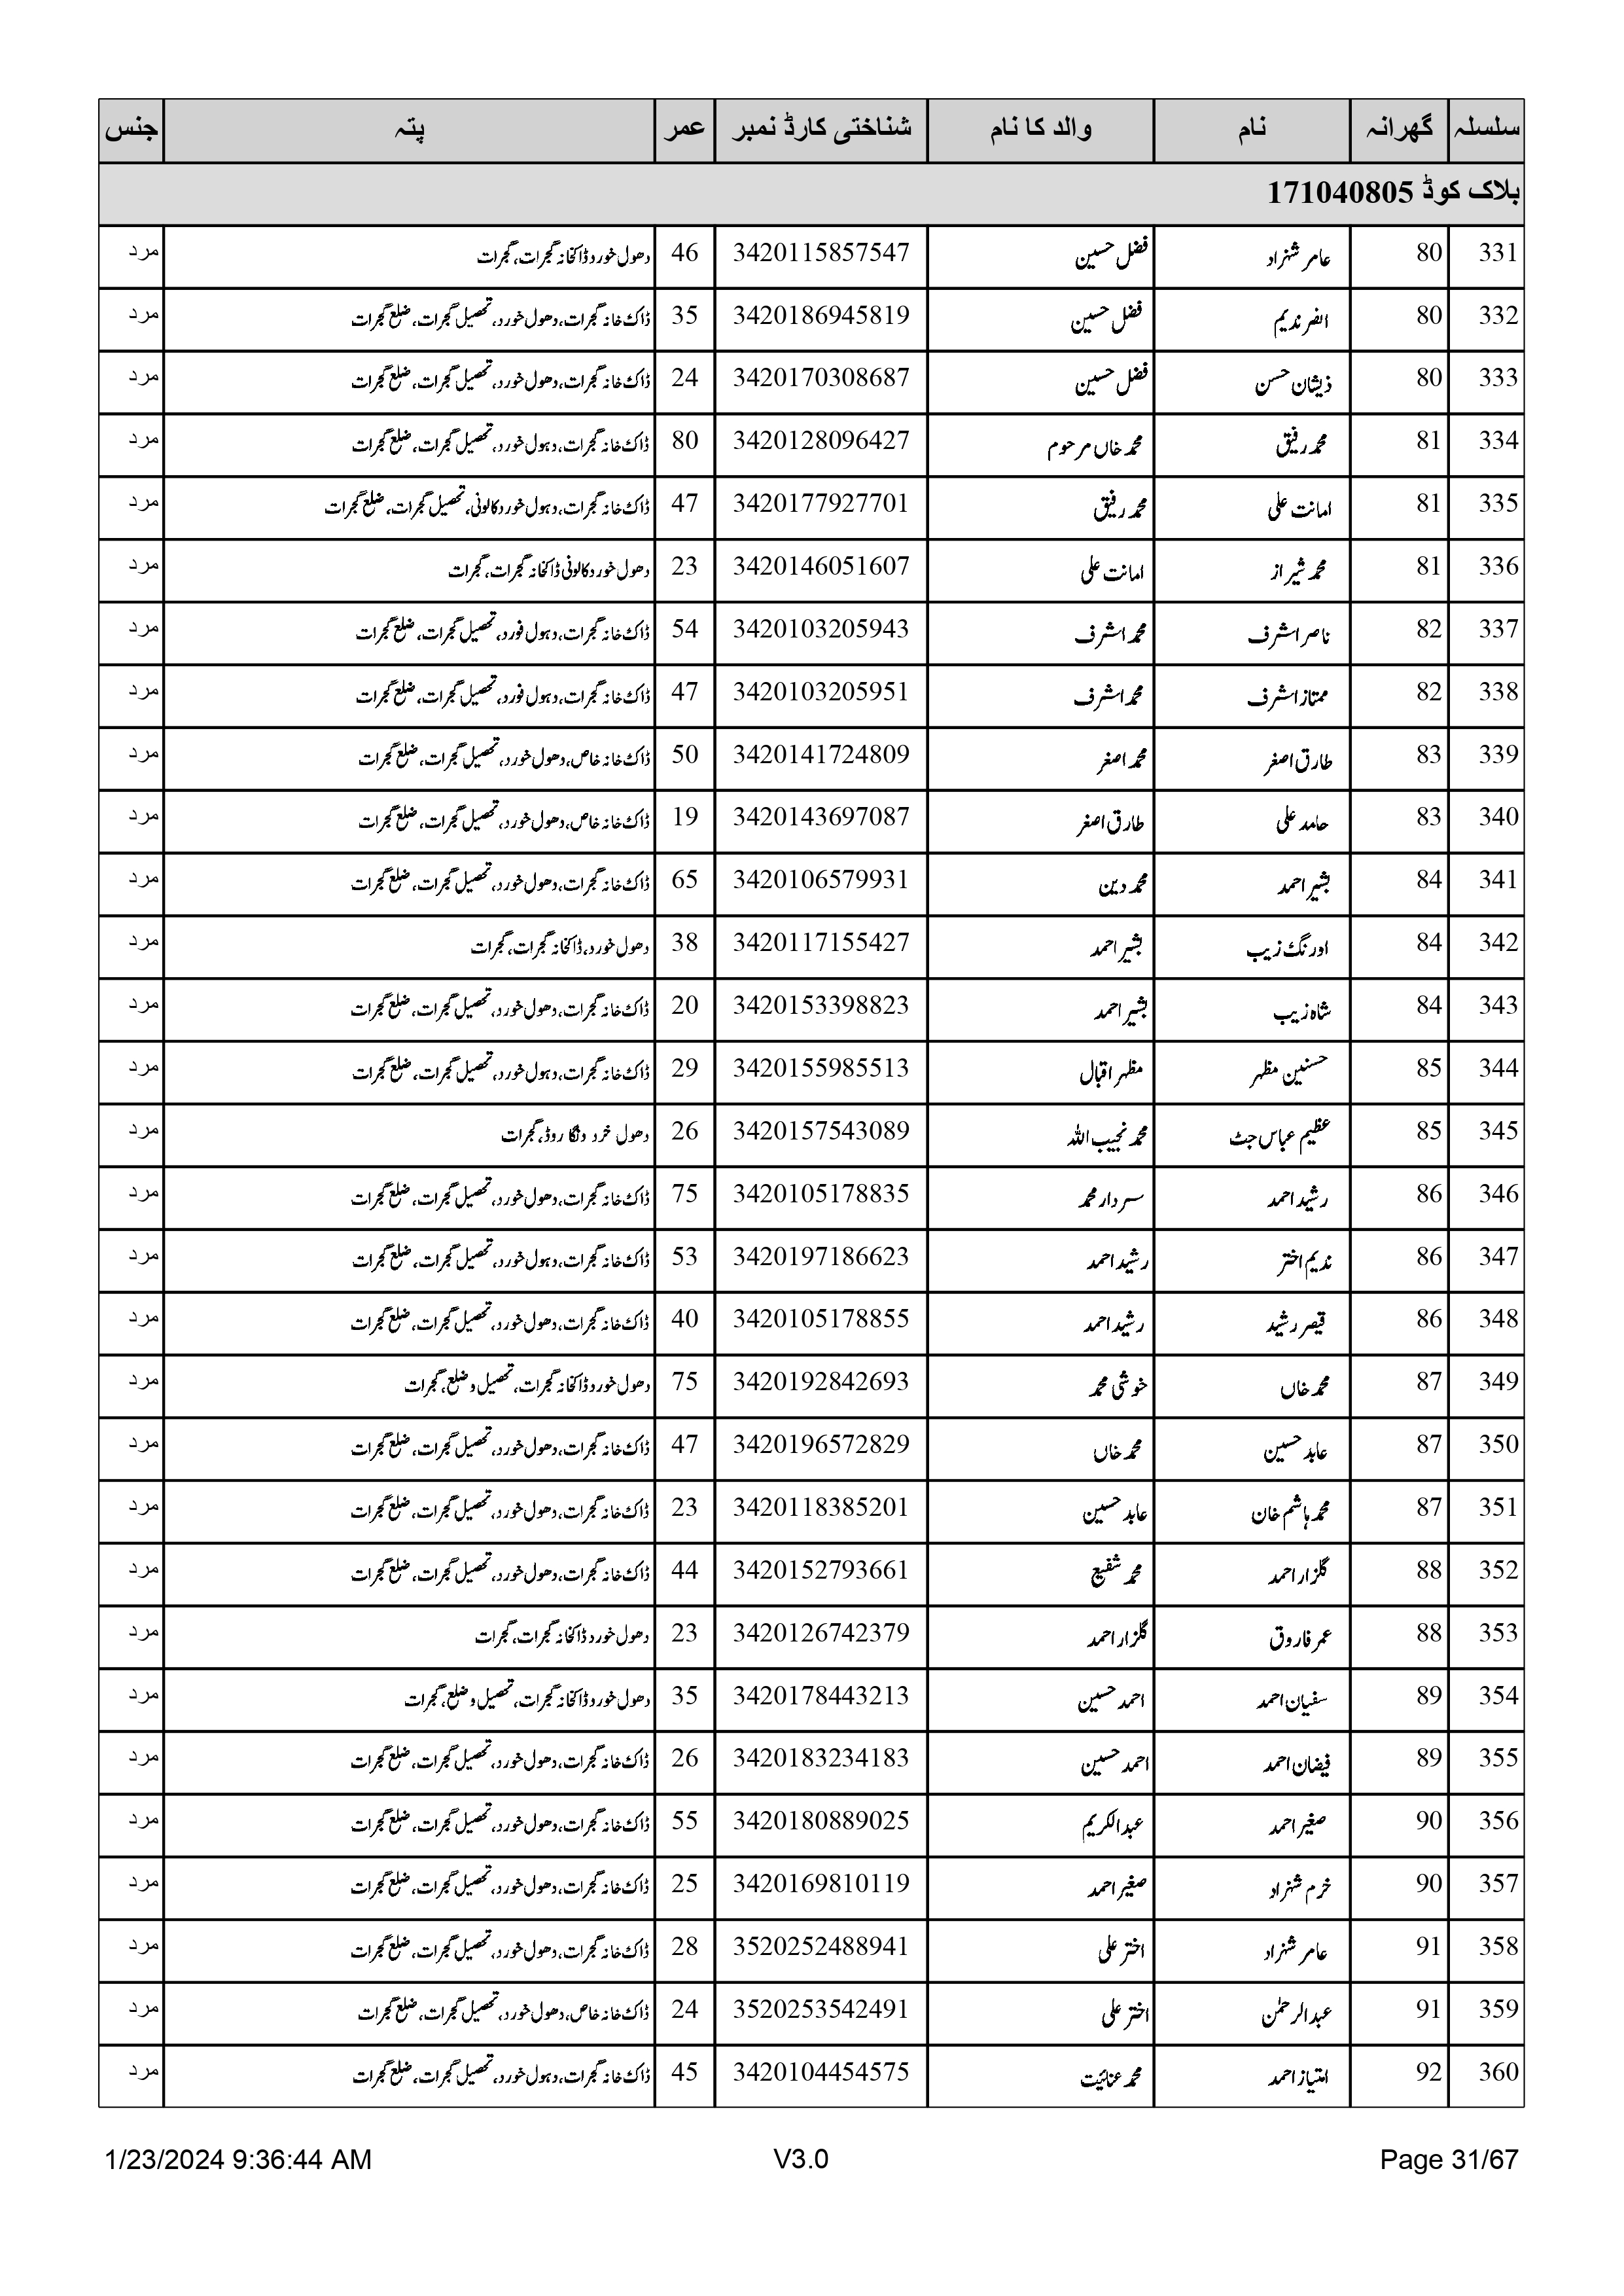 سلسلہ گھرانہ نام والد کا نام شناختی کارڈ نمبر عمر پتہ جنس
بلاک کوڈ 171040805
331 80 عامر شہزاد فضل حسین 3420115857547 46 دھول خورد ڈاکخانہ گجرات، گجرات مرد
332 80 انصر ندیم فضل حسین 3420186945819 35 ڈاک خانہ گجرات، دھول خورد، تحصیل گجرات، ضلع گجرات مرد
333 80 ذیشان حسن فضل حسین 3420170308687 24 ڈاک خانہ گجرات، دھول خورد، تحصیل گجرات، ضلع گجرات مرد
334 81 محمد رفیق محمد خاں مرحوم 3420128096427 80 ڈاک خانہ گجرات، دہول خورد، تحصیل گجرات، ضلع گجرات مرد
335 81 امانت علی محمد رفیق 3420177927701 47 ڈاک خانہ گجرات، دہول خورد کالونی، تحصیل گجرات، ضلع گجرات مرد
336 81 محمد شیراز امانت علی 3420146051607 23 دھول خورد کالونی ڈاکخانہ گجرات، گجرات مرد
337 82 ناصر اشرف محمد اشرف 3420103205943 54 ڈاک خانہ گجرات، دہول فورد، تحصیل گجرات، ضلع گجرات مرد
338 82 ممتاز اشرف محمد اشرف 3420103205951 47 ڈاک خانہ گجرات، دہول فورد، تحصیل گجرات، ضلع گجرات مرد
339 83 طارق اصغر محمد اصغر 3420141724809 50 ڈاک خانہ خاص، دھول خورد، تحصیل گجرات، ضلع گجرات مرد
340 83 حامد علی طارق اصغر 3420143697087 19 ڈاک خانہ خاص، دھول خورد، تحصیل گجرات، ضلع گجرات مرد
341 84 بشیر احمد محمد دین 3420106579931 65 ڈاک خانہ گجرات، دھول خورد، تحصیل گجرات، ضلع گجرات مرد
342 84 اورنگ زیب بشیر احمد 3420117155427 38 دھول خورد، ڈاکخانہ گجرات، گجرات مرد
343 84 شاہ زیب بشیر احمد 3420153398823 20 ڈاک خانہ گجرات، دھول خورد، تحصیل گجرات، ضلع گجرات مرد
344 85 حسنین مظہر مظہر اقبال 3420155985513 29 ڈاک خانہ گجرات، دہول خورد، تحصیل گجرات، ضلع گجرات مرد
345 85 عظیم عباس جٹ محمد نجیب اللہ 3420157543089 26 دھول خرد ونگا روڈ، گجرات مرد
346 86 رشید احمد سردار محمد 3420105178835 75 ڈاک خانہ گجرات، دھول خورد، تحصیل گجرات، ضلع گجرات مرد
347 86 ندیم اختر رشید احمد 3420197186623 53 ڈاک خانہ گجرات، دہول خورد، تحصیل گجرات، ضلع گجرات مرد
348 86 قیصر رشید رشید احمد 3420105178855 40 ڈاک خانہ گجرات، دھول خورد، تحصیل گجرات، ضلع گجرات مرد
349 87 محمد خاں خوشی محمد 3420192842693 75 دھول خورد ڈاکخانہ گجرات، تحصیل و ضلع، گجرات مرد
350 87 عابد حسین محمد خاں 3420196572829 47 ڈاک خانہ گجرات، دھول خورد، تحصیل گجرات، ضلع گجرات مرد
351 87 محمد ہاشم خان عابد حسین 3420118385201 23 ڈاک خانہ گجرات، دھول خورد، تحصیل گجرات، ضلع گجرات مرد
352 88 گلزار احمد محمد شفیع 3420152793661 44 ڈاک خانہ گجرات، دھول خورد، تحصیل گجرات، ضلع گجرات مرد
353 88 عمر فاروق گلزار احمد 3420126742379 23 دھول خورد ڈاکخانہ گجرات، گجرات مرد
354 89 سفیان احمد احمد حسین 3420178443213 35 دھول خورد ڈاکخانہ گجرات، تحصیل و ضلع، گجرات مرد
355 89 فیضان احمد احمد حسین 3420183234183 26 ڈاک خانہ گجرات، دھول خورد، تحصیل گجرات، ضلع گجرات مرد
356 90 صغیر احمد عبدالکریم 3420180889025 55 ڈاک خانہ گجرات، دھول خورد، تحصیل گجرات، ضلع گجرات مرد
357 90 خرم شہزاد صغیر احمد 3420169810119 25 ڈاک خانہ گجرات، دھول خورد، تحصیل گجرات، ضلع گجرات مرد
358 91 عامر شہزاد اختر علی 3520252488941 28 ڈاک خانہ گجرات، دھول خورد، تحصیل گجرات، ضلع گجرات مرد
359 91 عبدالرحمٰن اختر علی 3520253542491 24 ڈاک خانہ خاص، دھول خورد، تحصیل گجرات، ضلع گجرات مرد
360 92 امتیاز احمد محمد عنائیت 3420104454575 45 ڈاک خانہ گجرات، دہول خورد، تحصیل گجرات، ضلع گجرات مرد
1/23/2024 9:36:44 AM V3.0 Page 31/67